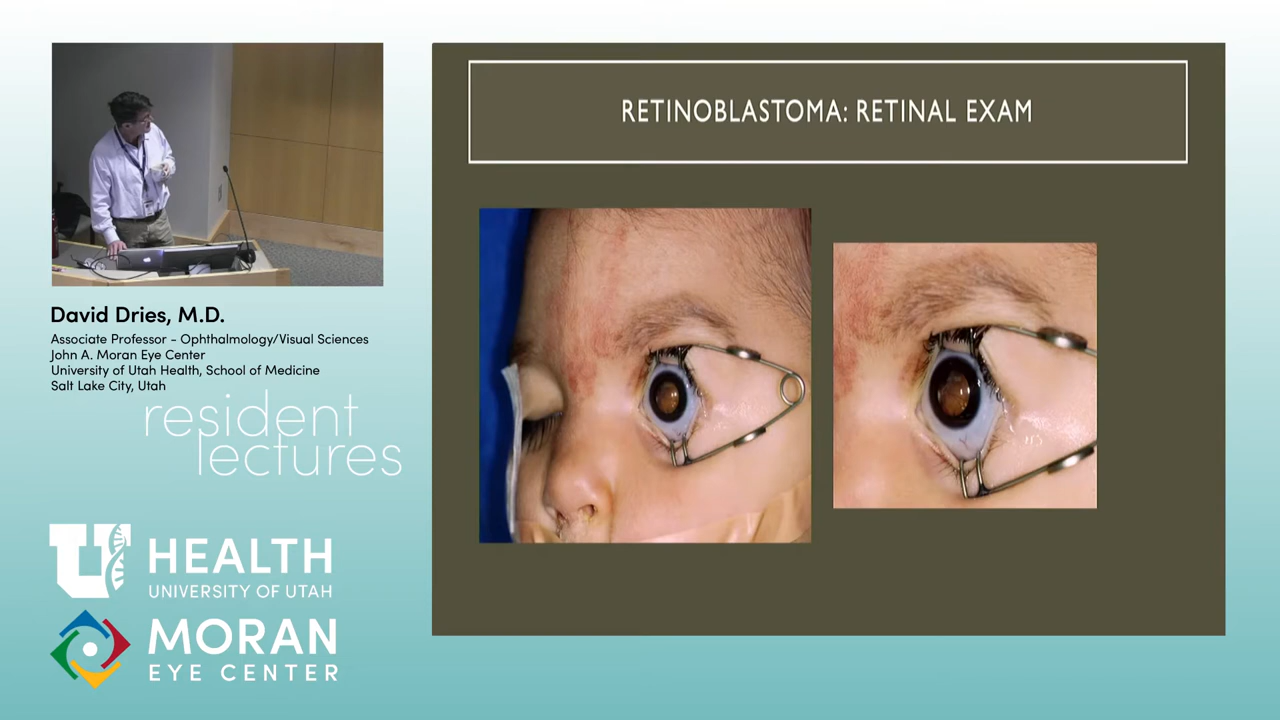 RETINOBLASTOMA: RETINAL EXAM
David Dries, M.D.
Associate Professor - Ophthalmology/Visual Sciences
John A. Moran Eye Center
University of Utah Health, School of Medicine
Salt Lake City, Utah
resident
lectures
U HEALTH
UNIVERSITY OF UTAH
MORAN
EYE CENTER